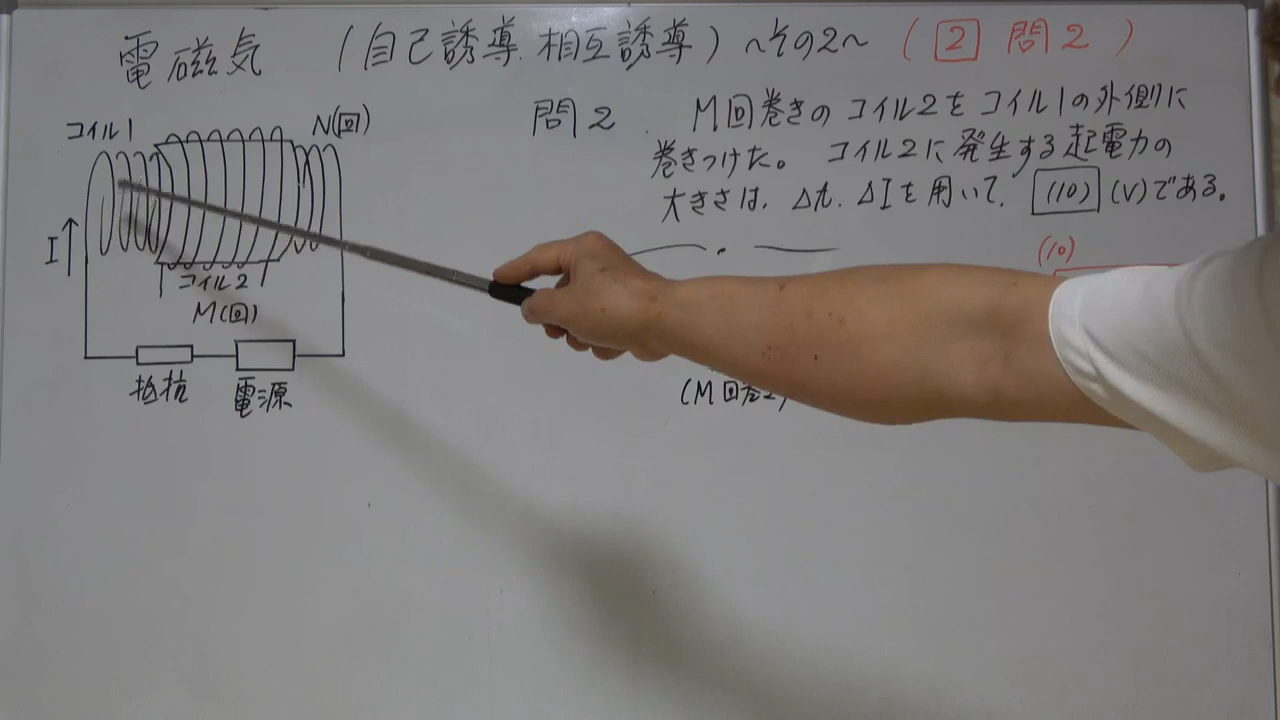 電磁気 (自己誘導.相互誘導) ~その2~ (2 問2)
コイル1 N(回)
I
コイル2
M(回)
抵抗 電源
問2. M回巻きのコイル2をコイル1の外側に
巻きつけた。コイル2に発生する起電力の
大きさは、Δt、ΔIを用いて、(10)(V)である。
(10)
(M回巻